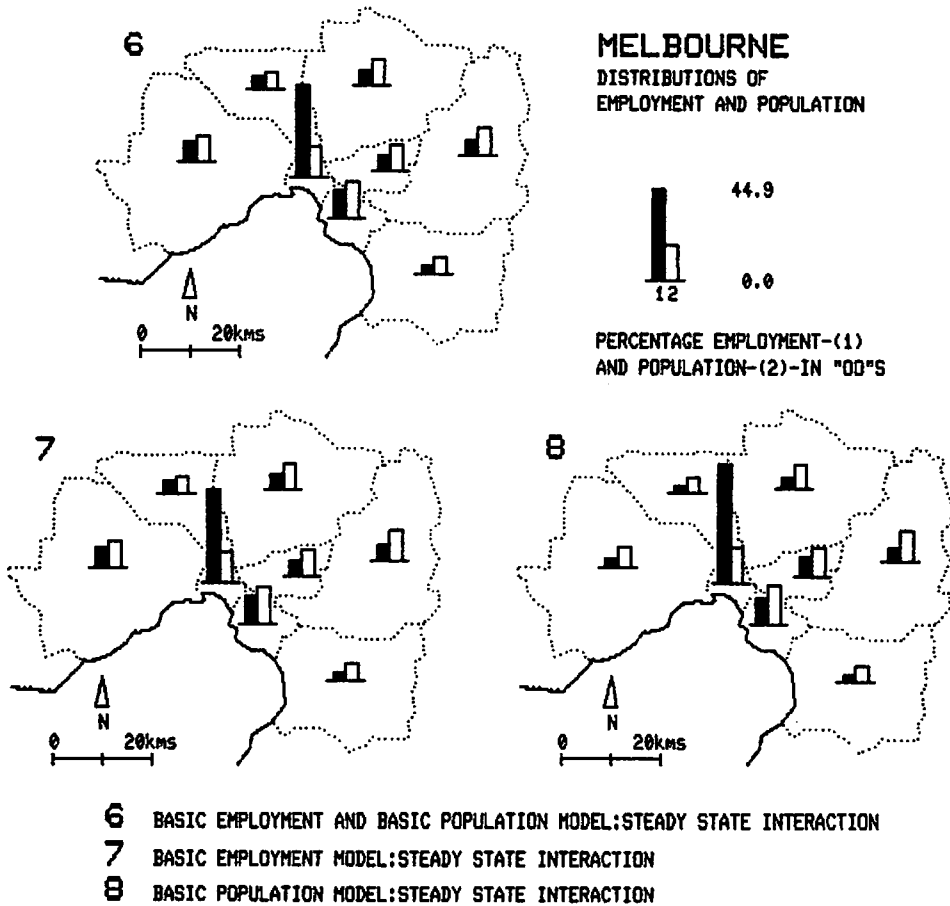 6
MELBOURNE
DISTRIBUTIONS OF
EMPLOYMENT AND POPULATION
44.9
0.0
12
PERCENTAGE EMPLOYMENT-(1)
AND POPULATION-(2)-IN "OO"S
N
0 20kms
7
N
0 20kms
8
N
0 20kms
6 BASIC EMPLOYMENT AND BASIC POPULATION MODEL:STEADY STATE INTERACTION
7 BASIC EMPLOYMENT MODEL:STEADY STATE INTERACTION
8 BASIC POPULATION MODEL:STEADY STATE INTERACTION